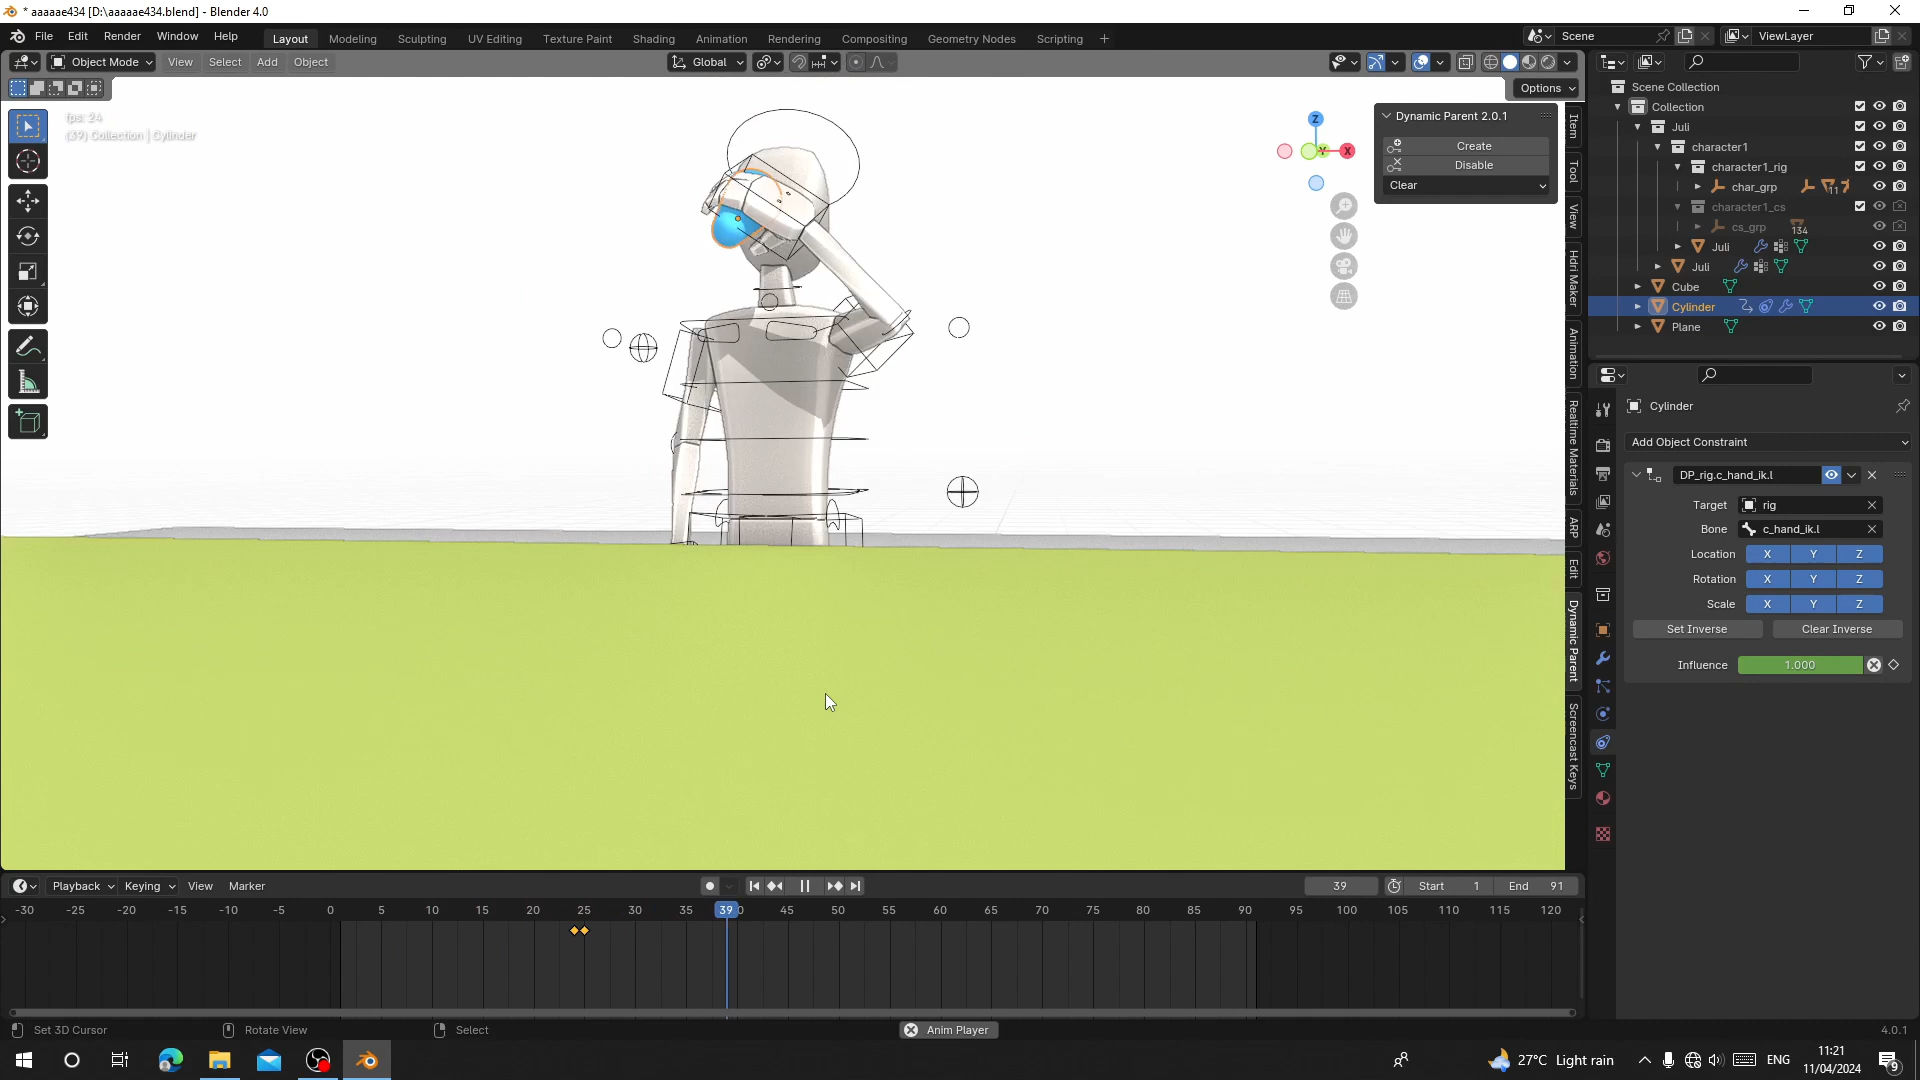 * aaaaae434 [D:\aaaaae434.blend] - Blender 4.0
File Edit Render Window Help
Layout Modeling Sculpting UV Editing Texture Paint Shading Animation Rendering Compositing Geometry Nodes Scripting +
Scene
ViewLayer
Object Mode View Select Add Object
Global
Options
fps: 24
(39) Collection | Cylinder
Z
Y
X
Dynamic Parent 2.0.1
Create
Disable
Clear
Item
Tool
View
Hdri Maker
Animation
Realtime Materials
ARP
Edit
Dynamic Parent
Screencast Keys
Scene Collection
Collection
Juli
character1
character1_rig
char_grp
11
character1_cs
cs_grp
134
Juli
Juli
Cube
Cylinder
Plane
Cylinder
Add Object Constraint
DP_rig.c_hand_ik.l
Target rig
Bone c_hand_ik.l
Location X Y Z
Rotation X Y Z
Scale X Y Z
Set Inverse Clear Inverse
Influence 1.000
Playback Keying View Marker
39
Start 1
End 91
-30 -25 -20 -15 -10 -5 0 5 10 15 20 25 30 35 39 0 45 50 55 60 65 70 75 80 85 90 95 100 105 110 115 120
Set 3D Cursor
Rotate View
Select
Anim Player
4.0.1
27°C Light rain
ENG
11:21
11/04/2024
9